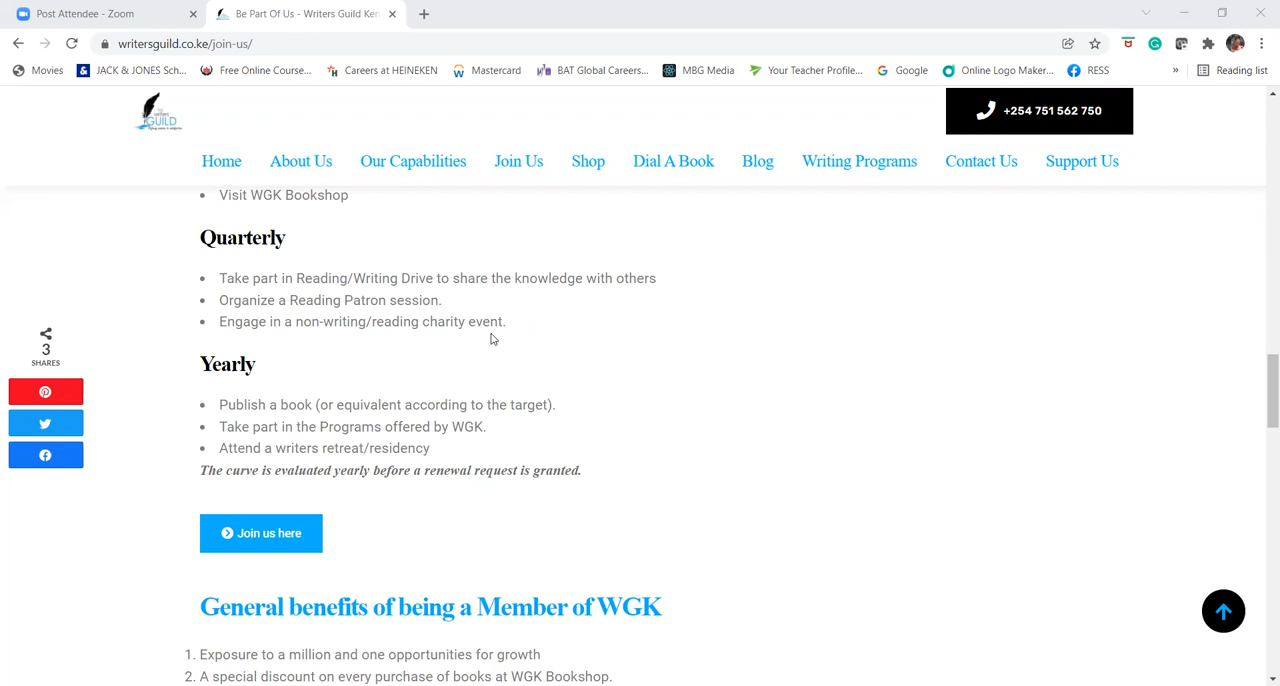 Post Attendee - Zoom
Be Part Of Us - Writers Guild Ken
writersguild.co.ke/join-us/
Movies
JACK & JONES Sch...
Free Online Course...
Careers at HEINEKEN
Mastercard
BAT Global Careers...
MBG Media
Your Teacher Profile...
Google
Online Logo Maker...
RESS
»
Reading list
GUILD
+254 751 562 750
Home
About Us
Our Capabilities
Join Us
Shop
Dial A Book
Blog
Writing Programs
Contact Us
Support Us
• Visit WGK Bookshop
Quarterly
• Take part in Reading/Writing Drive to share the knowledge with others
• Organize a Reading Patron session.
• Engage in a non-writing/reading charity event.
3
SHARES
Yearly
• Publish a book (or equivalent according to the target).
• Take part in the Programs offered by WGK.
• Attend a writers retreat/residency
The curve is evaluated yearly before a renewal request is granted.
Join us here
General benefits of being a Member of WGK
1. Exposure to a million and one opportunities for growth
2. A special discount on every purchase of books at WGK Bookshop.